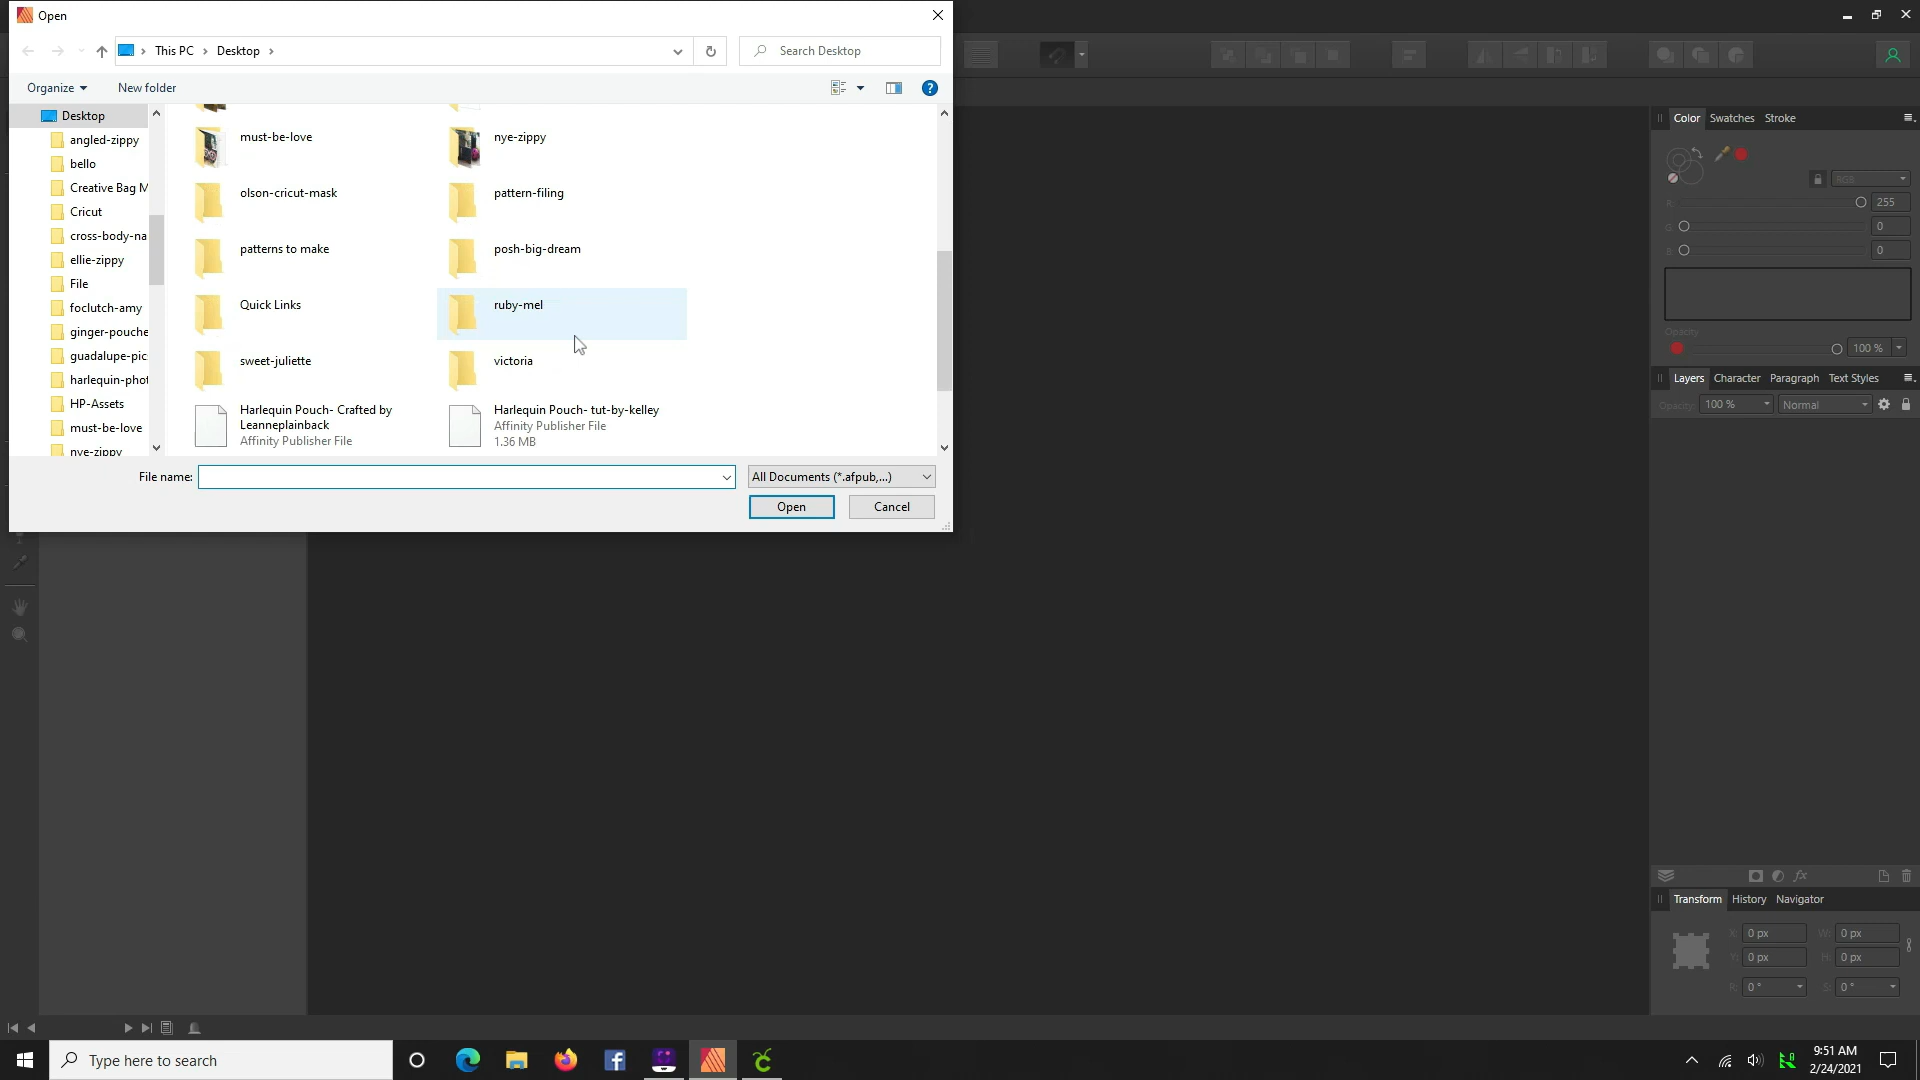 Open
This PC
Desktop
Search Desktop
Organize
New folder
Desktop
angled-zippy
bello
Creative Bag M
Cricut
cross-body-na
ellie-zippy
File
foclutch-amy
ginger-pouche
guadalupe-pic
harlequin-phot
HP-Assets
must-be-love
nye-zippy
must-be-love
nye-zippy
olson-cricut-mask
pattern-filing
patterns to make
posh-big-dream
Quick Links
ruby-mel
sweet-juliette
victoria
Harlequin Pouch- Crafted by
Leanneplainback
Affinity Publisher File
Harlequin Pouch- tut-by-kelley
Affinity Publisher File
1.36 MB
File name:
All Documents (*.afpub,...)
Open
Cancel
Color Swatches Stroke
RGB
R: 255
G: 0
B: 0
Opacity
100 %
Layers Character Paragraph Text Styles
Opacity: 100 % Normal
fx
Transform History Navigator
X: 0 px W: 0 px
Y: 0 px H: 0 px
R: 0 ° S: 0 °
Type here to search
9:51 AM
2/24/2021